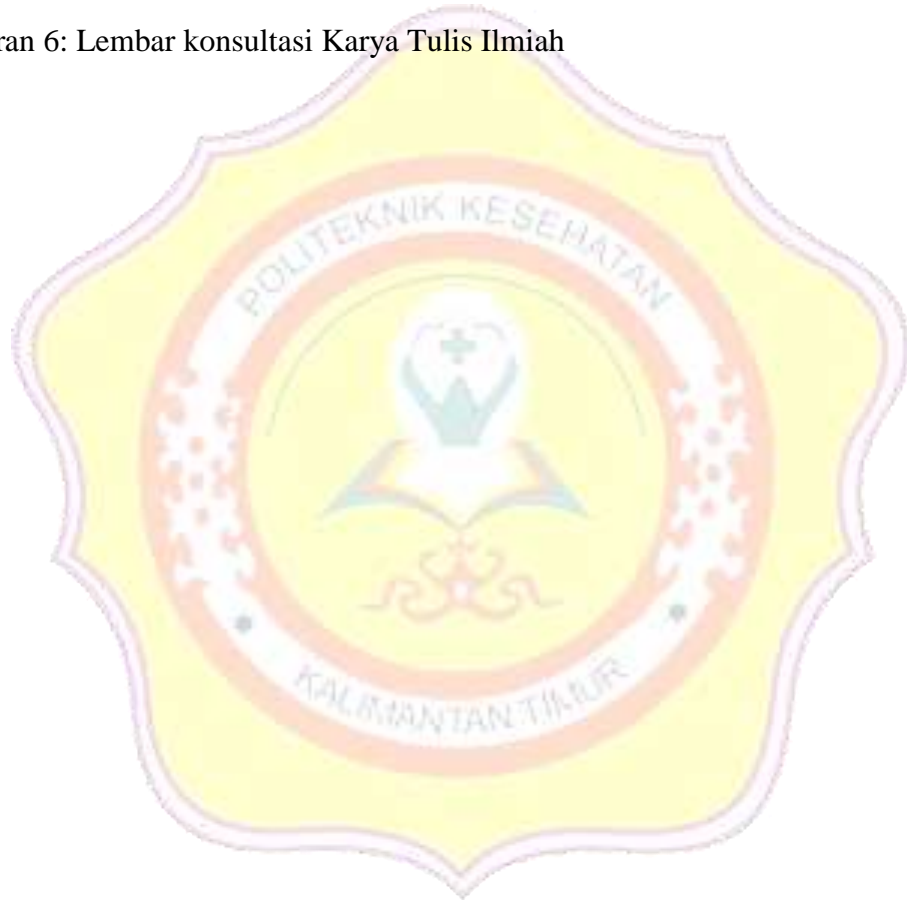 ran 6: Lembar konsultasi Karya Tulis Ilmiah
POLITEKNIK KESEHATAN
KALIMANTAN TIMUR